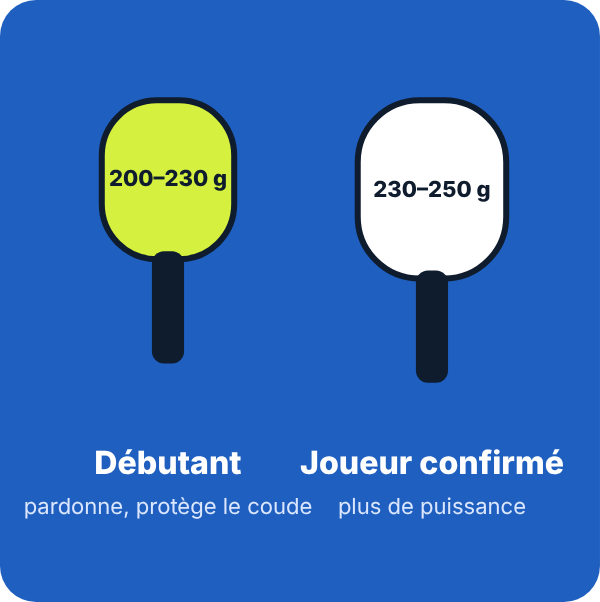 200–230 g
230–250 g
Débutant
Joueur confirmé
pardonne, protège le coude
plus de puissance